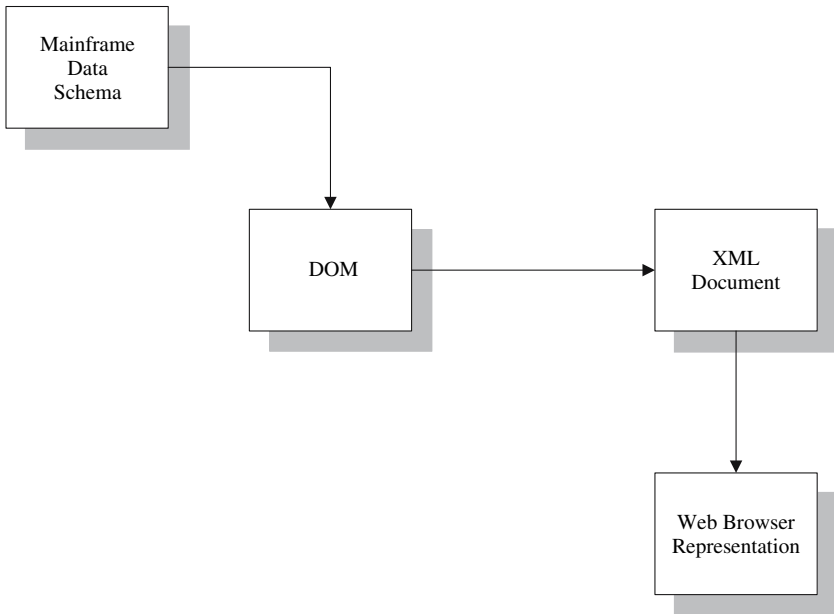 Mainframe
Data
Schema
DOM
XML
Document
Web Browser
Representation